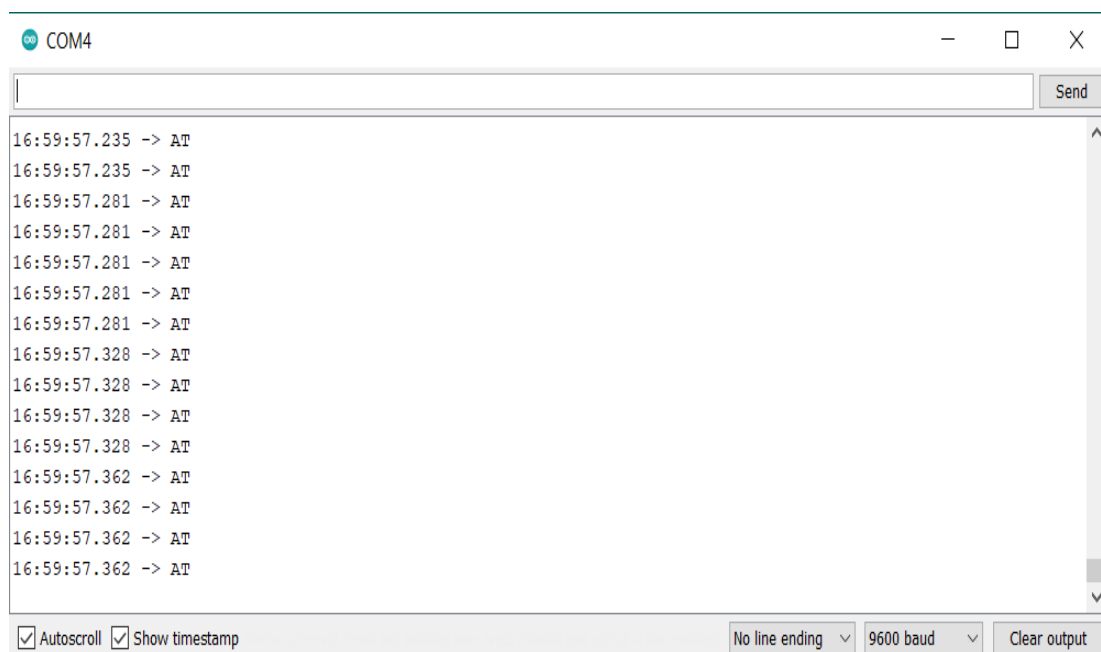 COM4
Send
16:59:57.235 -> AT
16:59:57.235 -> AT
16:59:57.281 -> AT
16:59:57.281 -> AT
16:59:57.281 -> AT
16:59:57.281 -> AT
16:59:57.281 -> AT
16:59:57.328 -> AT
16:59:57.328 -> AT
16:59:57.328 -> AT
16:59:57.328 -> AT
16:59:57.362 -> AT
16:59:57.362 -> AT
16:59:57.362 -> AT
16:59:57.362 -> AT
Autoscroll Show timestamp No line ending 9600 baud Clear output